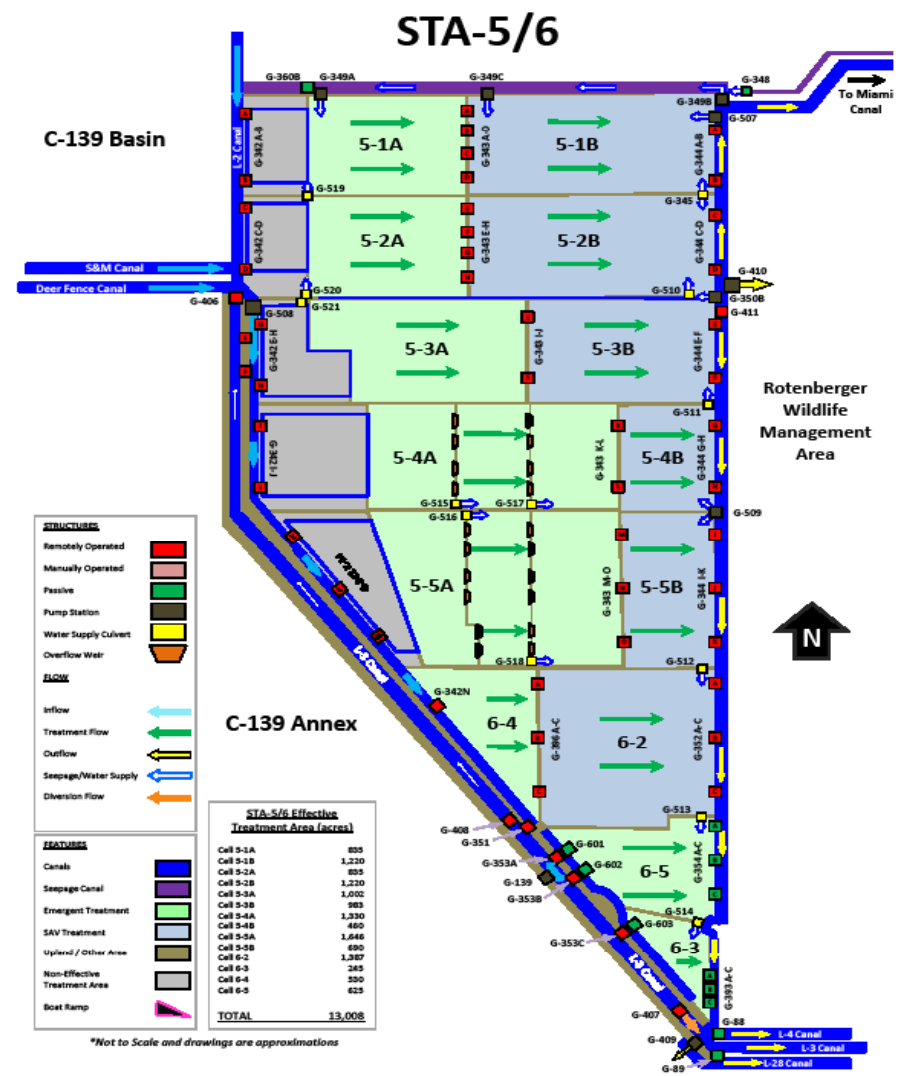 STA-5/6
G-360B
G-349A
G-349C
G-348
G-349B
To Miami
Canal
G-507
C-139 Basin
L-2 Canal
G-342 A-B
5-1A
G-343 A-D
5-1B
G-344 A-B
G-519
G-345
G-342 C-D
5-2A
G-343 E-H
5-2B
G-344 C-D
S&M Canal
Deer Fence Canal
G-406
G-520
G-521
G-508
G-510
G-410
G-350B
G-411
G-342 E-H
5-3A
G-343 I-J
5-3B
G-344 E-F
Rotenberger
Wildlife
Management
Area
G-511
G-342 I-J
5-4A
G-343 K-L
5-4B
G-344 G-H
G-515
G-517
G-516
G-509
5-5A
G-343 M-O
5-5B
G-344 I-K
G-518
G-512
N
L-3 Canal
G-342N
C-139 Annex
6-4
G-396 A-C
6-2
G-352 A-C
G-513
G-408
G-351
G-601
G-353A
G-602
G-139
G-353B
6-5
G-354 A-C
G-514
G-603
G-353C
6-3
L-3 Canal
G-393 A-C
G-407
G-88
G-409
G-89
L-4 Canal
L-3 Canal
L-28 Canal
STRUCTURES
Remotely Operated
Manually Operated
Passive
Pump Station
Water Supply Culvert
Overflow Weir
FLOW
Inflow
Treatment Flow
Outflow
Seepage/Water Supply
Diversion Flow
FEATURES
Canals
Seepage Canal
Emergent Treatment
SAV Treatment
Upland / Other Area
Non-Effective
Treatment Area
Boat Ramp
STA-5/6 Effective
Treatment Area (acres)
Cell 5-1A 835
Cell 5-1B 1,220
Cell 5-2A 835
Cell 5-2B 1,220
Cell 5-3A 1,002
Cell 5-3B 983
Cell 5-4A 1,330
Cell 5-4B 460
Cell 5-5A 1,646
Cell 5-5B 690
Cell 6-2 1,387
Cell 6-3 245
Cell 6-4 530
Cell 6-5 625
TOTAL 13,008
*Not to Scale and drawings are approximations